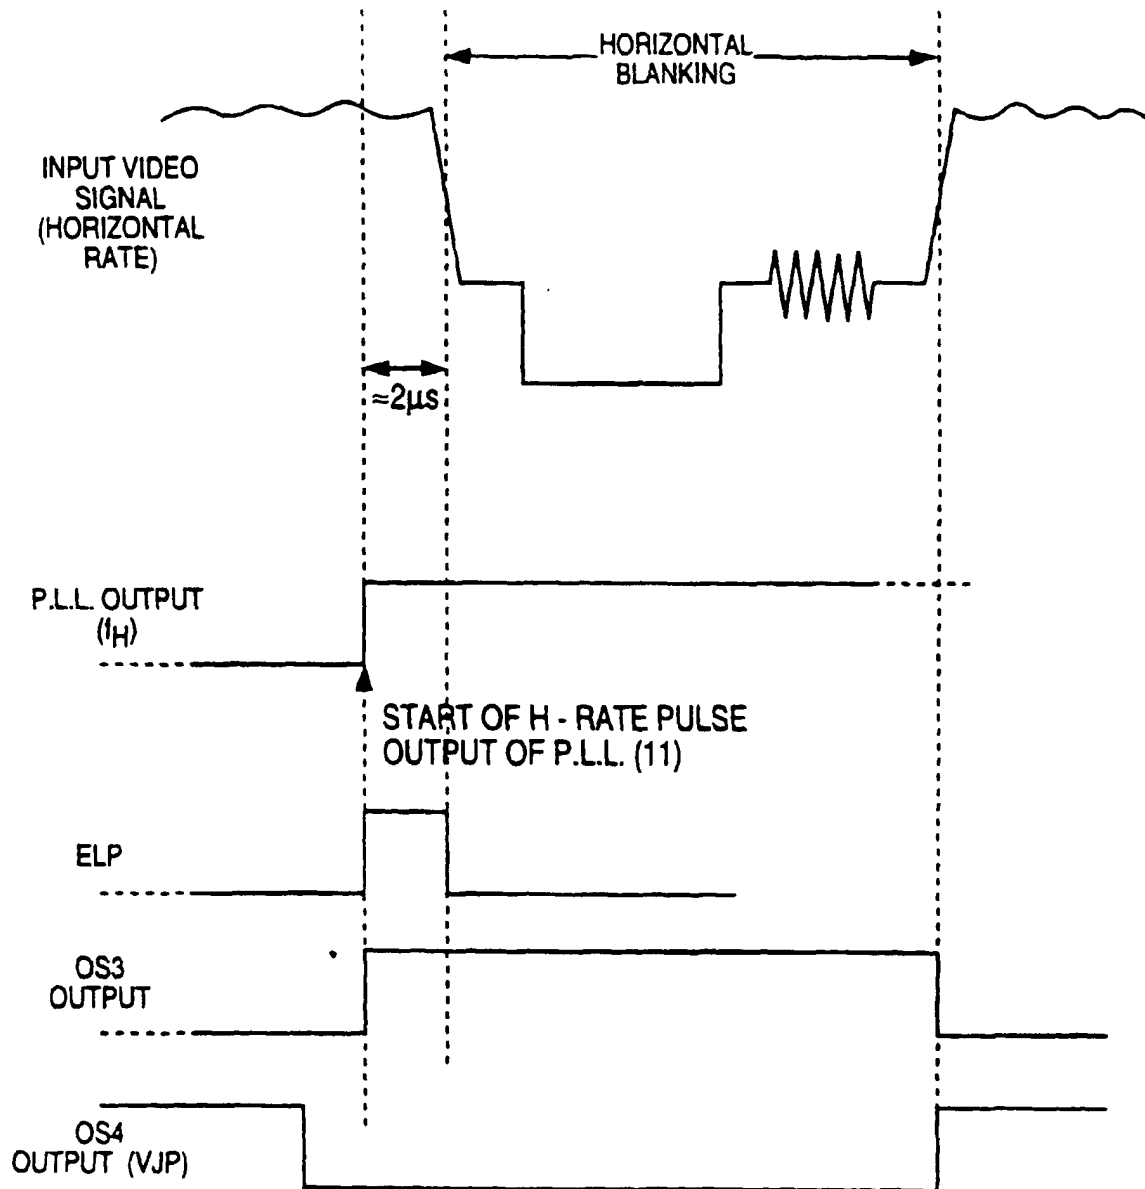 HORIZONTAL
BLANKING
INPUT VIDEO
SIGNAL
(HORIZONTAL
RATE)
≈2μs
P.L.L. OUTPUT
(fH)
START OF H - RATE PULSE
OUTPUT OF P.L.L. (11)
ELP
OS3
OUTPUT
OS4
OUTPUT (VJP)